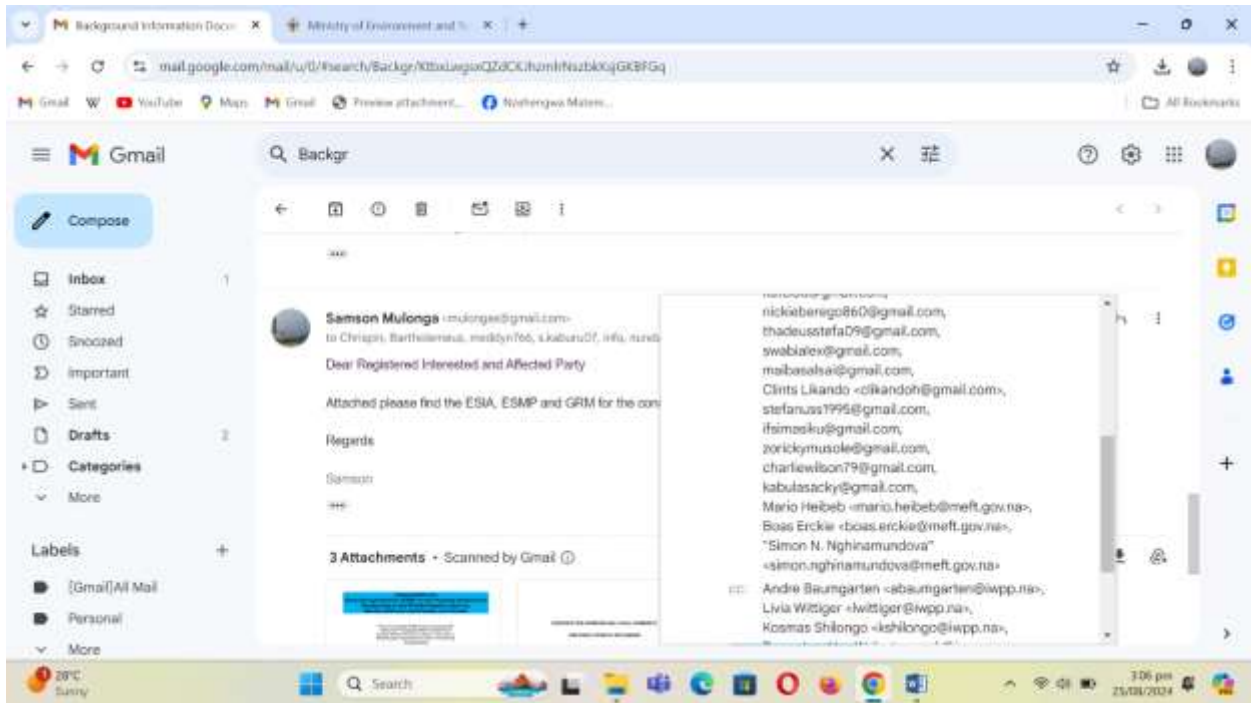 Background Information Docu
Ministry of Environment and
mail.google.com/mail/u/0/#search/Backgr/
Gmail
YouTube
Maps
Gmail
Preview attachment...
All Bookmarks
Gmail
Backgr
Compose
Inbox 1
Starred
Snoozed
Important
Sent
Drafts 2
Categories
More
Labels
[Gmail]All Mail
Personal
More
Samson Mulonga
to Chrispin, Bartholemeus,
Dear Registered Interested and Affected Party
Attached please find the ESIA, ESMP and GRM for the con
Regards
Samson
3 Attachments • Scanned by Gmail
nickieberego860@gmail.com,
thadeusstefa09@gmail.com,
swabialex@gmail.com,
maibasalsai@gmail.com,
Clints Likando <clikandoh@gmail.com>,
stefanuss1995@gmail.com,
ifsimasiku@gmail.com,
zorickymusole@gmail.com,
charliewilson79@gmail.com,
kabulasacky@gmail.com,
Mario Heibeb <mario.heibeb@meft.gov.na>,
Boas Erckie <boas.erckie@meft.gov.na>,
"Simon N. Nghinamundova"
<simon.nghinamundova@meft.gov.na>
cc: Andre Baumgarten <abaumgarten@iwpp.na>,
Livia Wittiger <lwittiger@iwpp.na>,
Kosmas Shilongo <kshilongo@iwpp.na>,
28°C
Sunny
Search
3:06 pm
25/08/2024